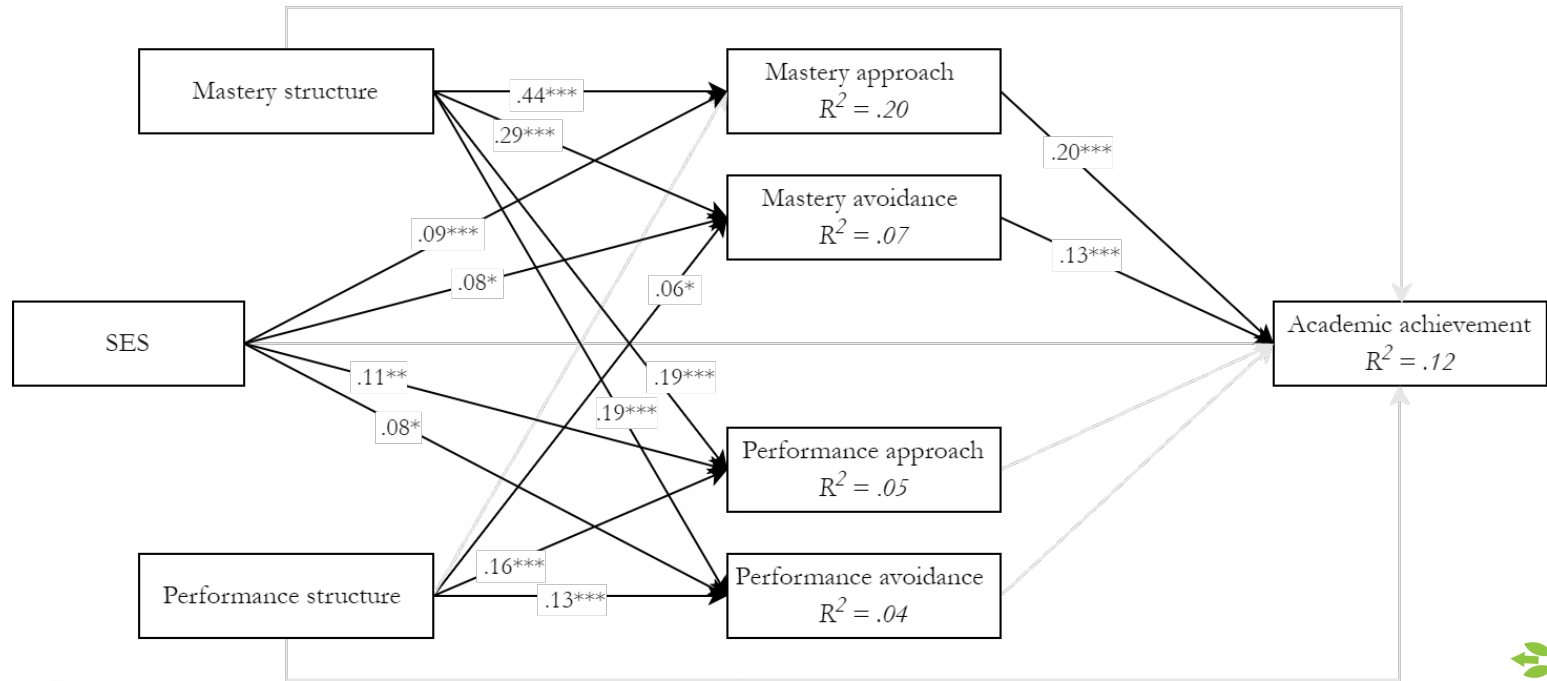 Mastery structure
.44***
Mastery approach
R² = .20
.29***
.20***
Mastery avoidance
R² = .07
.09***
.13***
.08*
.06*
SES
Academic achievement
R² = .12
.11**
.19***
.19***
.08*
Performance approach
R² = .05
.16***
Performance structure
.13***
Performance avoidance
R² = .04